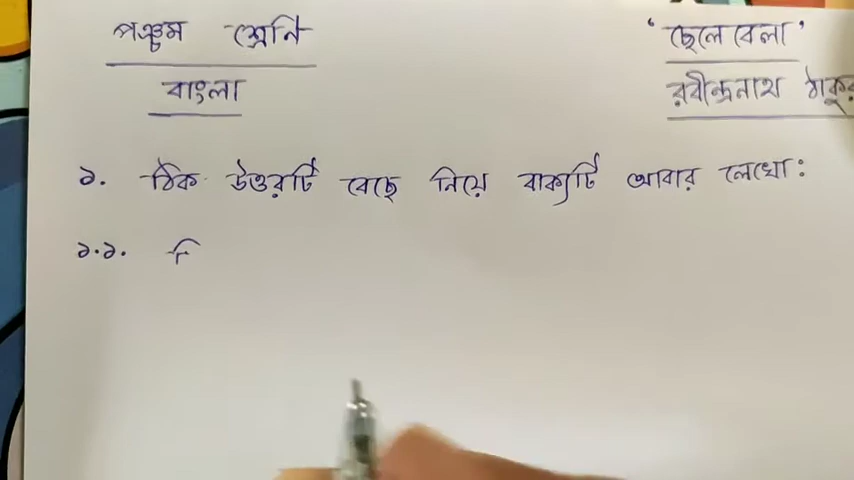 পঞ্চম শ্রেনি
বাংলা
'ছেলেবেলা'
রবীন্দ্রনাথ ঠাকুর
১. ঠিক উত্তরটি বেছে নিয়ে বাক্যটি আবার লেখো:
১.১.